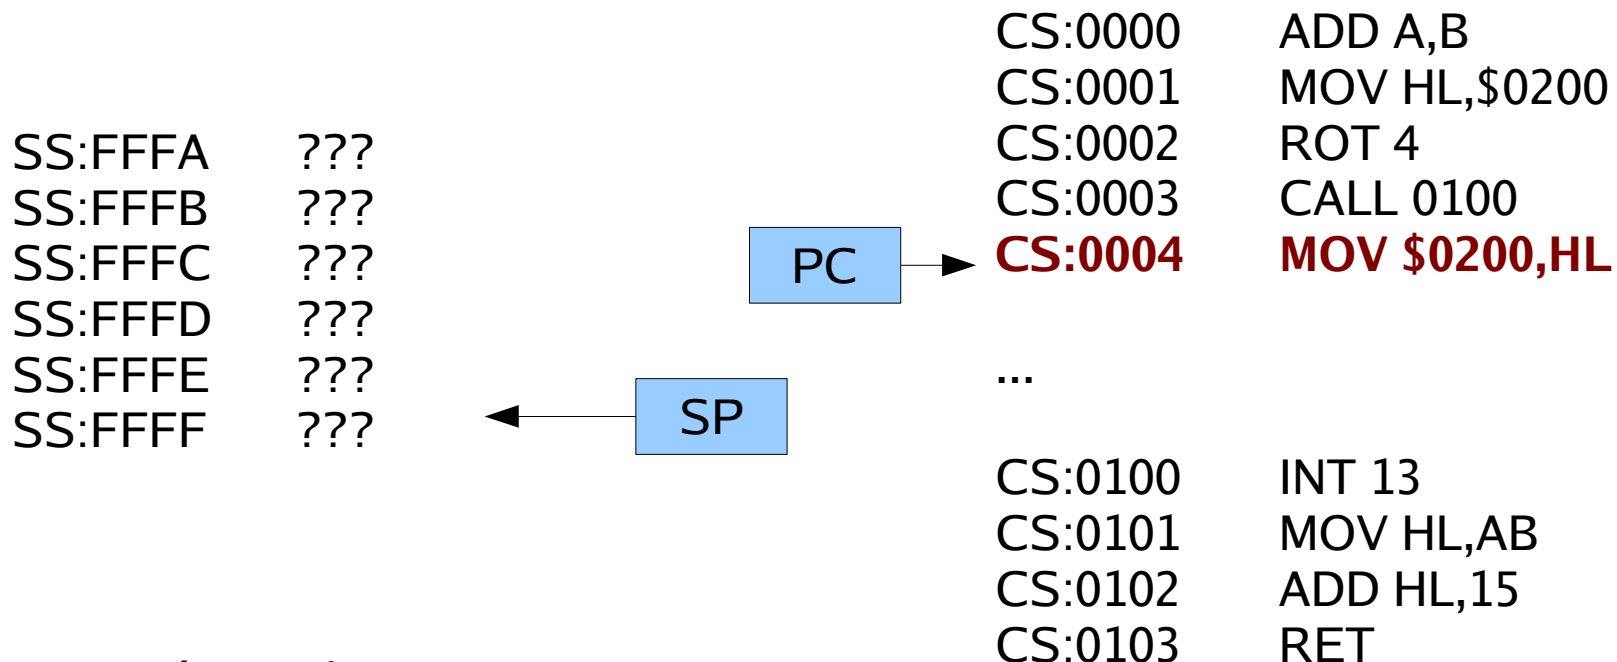 SS:FFFA ???
SS:FFFB ???
SS:FFFC ???
SS:FFFD ???
SS:FFFE ???
SS:FFFF ???
PC
SP
CS:0000 ADD A,B
CS:0001 MOV HL,$0200
CS:0002 ROT 4
CS:0003 CALL 0100
CS:0004 MOV $0200,HL
...
CS:0100 INT 13
CS:0101 MOV HL,AB
CS:0102 ADD HL,15
CS:0103 RET